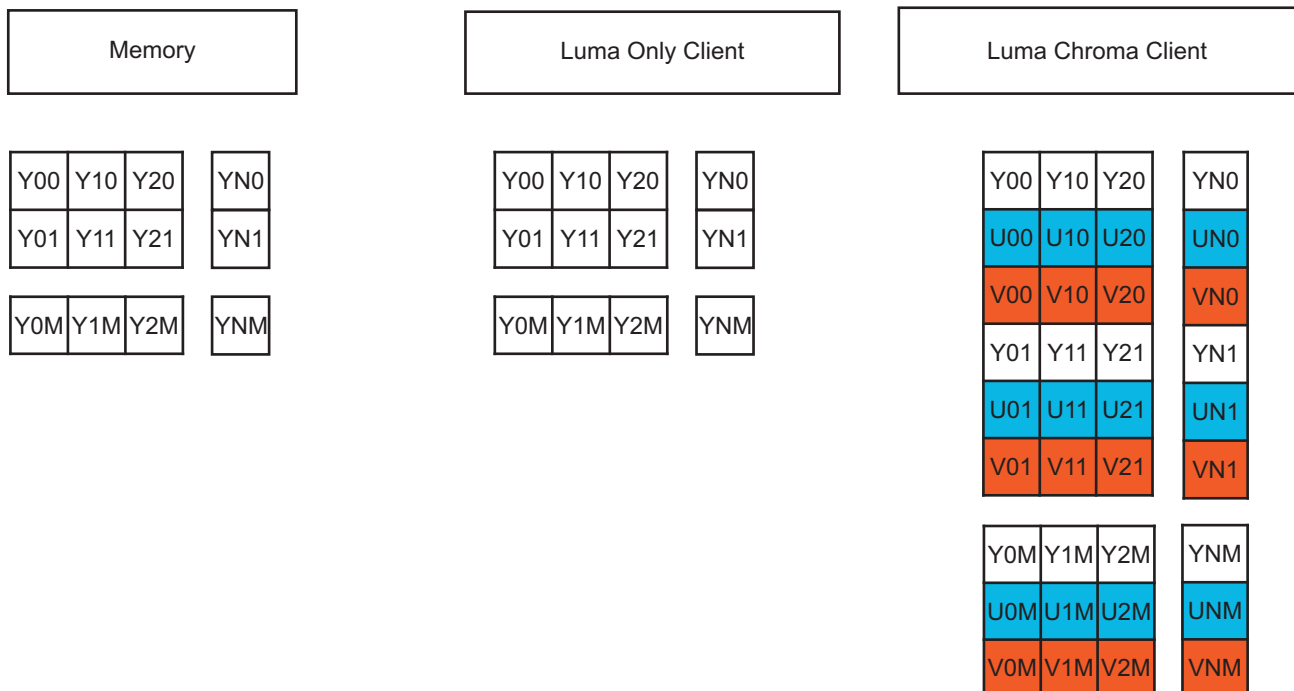 Memory
Luma Only Client
Luma Chroma Client
Y00 Y10 Y20 YN0
Y01 Y11 Y21 YN1
Y0M Y1M Y2M YNM
Y00 Y10 Y20 YN0
Y01 Y11 Y21 YN1
Y0M Y1M Y2M YNM
Y00 Y10 Y20 YN0
U00 U10 U20 UN0
V00 V10 V20 VN0
Y01 Y11 Y21 YN1
U01 U11 U21 UN1
V01 V11 V21 VN1
Y0M Y1M Y2M YNM
U0M U1M U2M UNM
V0M V1M V2M VNM